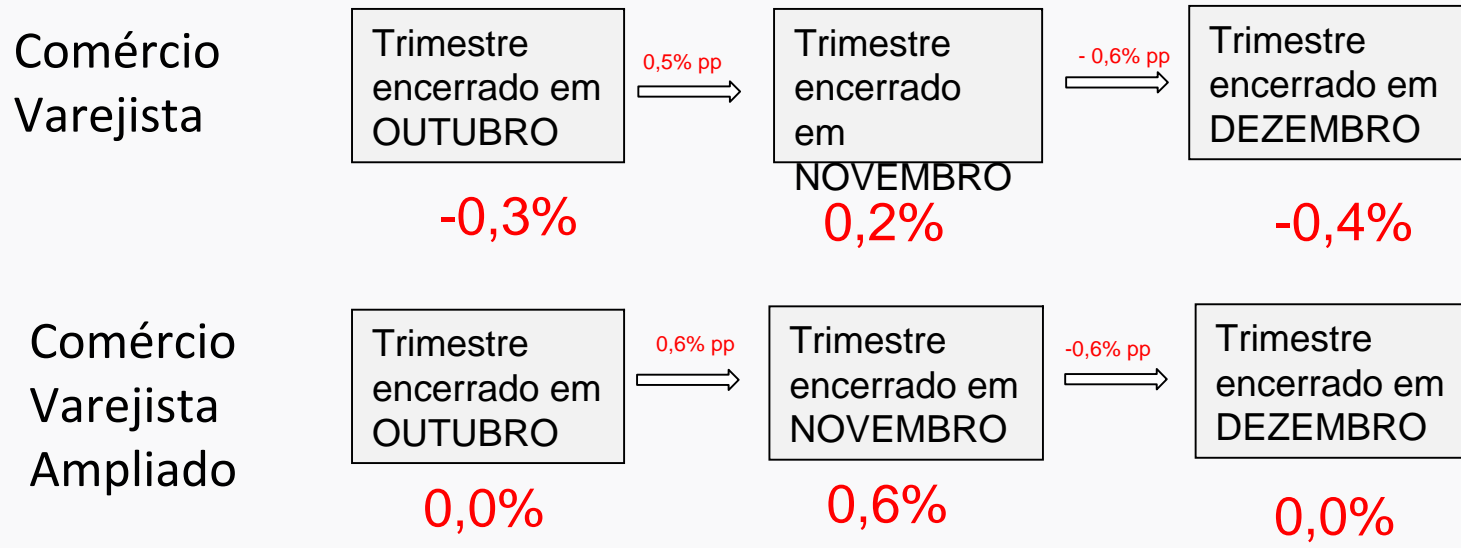 Comércio
Varejista
Trimestre
encerrado em
OUTUBRO
0,5% pp
Trimestre
encerrado
em
NOVEMBRO
- 0,6% pp
Trimestre
encerrado em
DEZEMBRO
-0,3%
0,2%
-0,4%
Comércio
Varejista
Ampliado
Trimestre
encerrado em
OUTUBRO
0,6% pp
Trimestre
encerrado em
NOVEMBRO
-0,6% pp
Trimestre
encerrado em
DEZEMBRO
0,0%
0,6%
0,0%